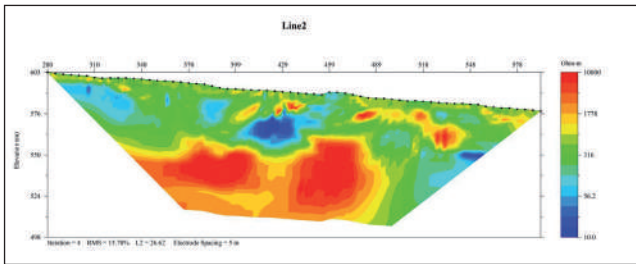 Line2
280 310 340 370 399 429 459 489 518 548 578
Ohm-m
603
576
550
524
498
Elevation (m)
10000
1778
316
56.2
10.0
Iteration = 4 RMS = 15.78% L2 = 26.62 Electrode Spacing = 5 m